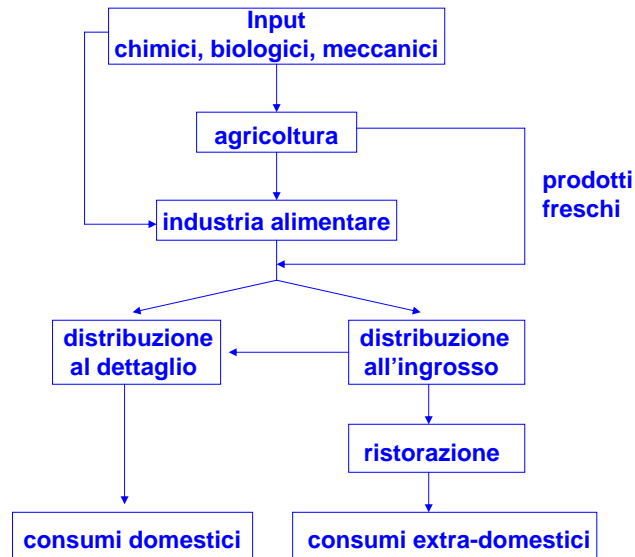 Input
chimici, biologici, meccanici
agricoltura
prodotti
freschi
industria alimentare
distribuzione
al dettaglio
distribuzione
all'ingrosso
ristorazione
consumi domestici
consumi extra-domestici